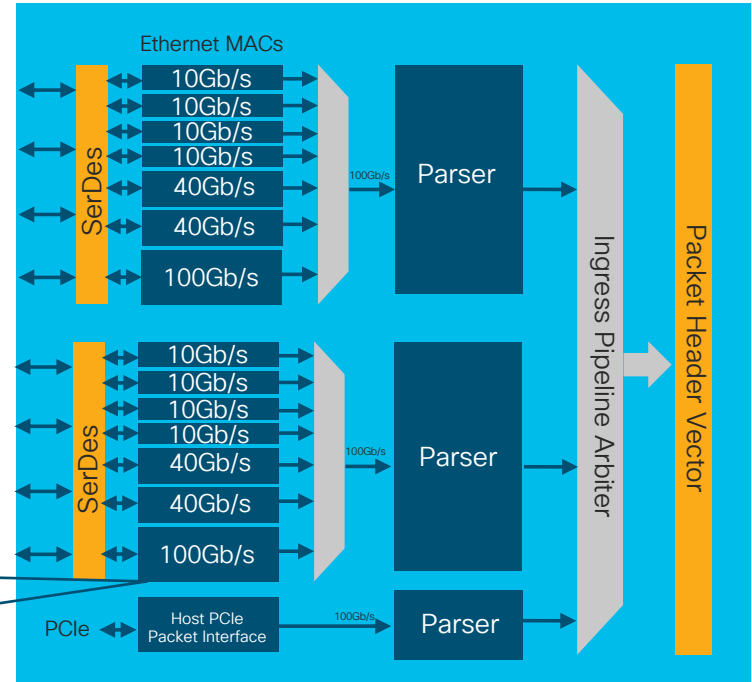 Ethernet MACs
SerDes
10Gb/s
10Gb/s
10Gb/s
10Gb/s
40Gb/s
40Gb/s
100Gb/s
100Gb/s
Parser
Ingress Pipeline Arbiter
Packet Header Vector
SerDes
10Gb/s
10Gb/s
10Gb/s
10Gb/s
40Gb/s
40Gb/s
100Gb/s
100Gb/s
Parser
PCIe
Host PCIe
Packet Interface
100Gb/s
Parser